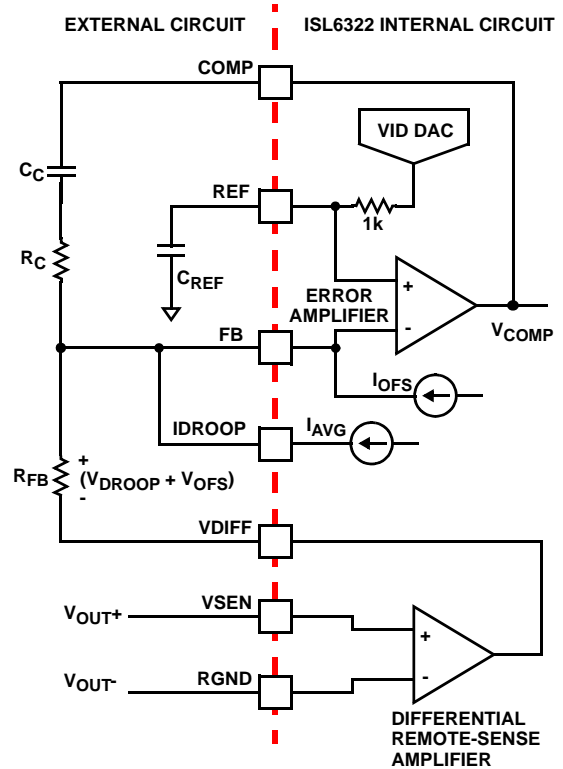 EXTERNAL CIRCUIT
ISL6322 INTERNAL CIRCUIT
COMP
VID DAC
CC
REF
1k
RC
CREF
ERROR
AMPLIFIER
+
-
FB
VCOMP
IOFS
IDROOP
IAVG
RFB
+
(VDROOP + VOFS)
-
VDIFF
VSEN
VOUT+
+
-
VOUT-
RGND
DIFFERENTIAL
REMOTE-SENSE
AMPLIFIER